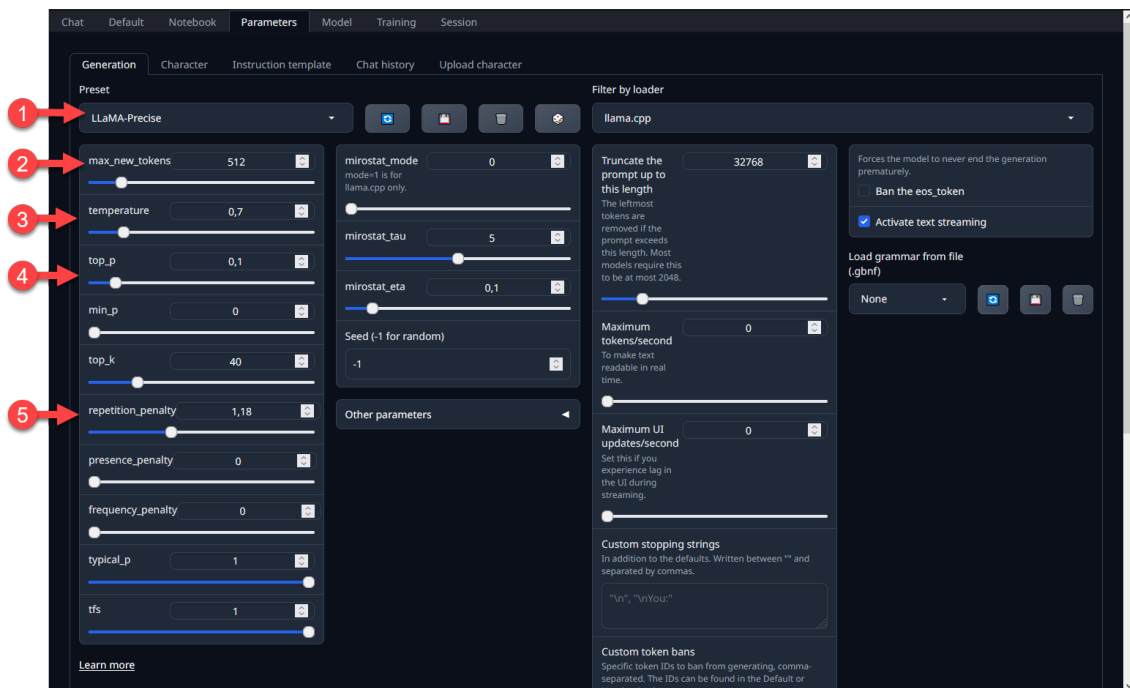 Chat Default Notebook Parameters Model Training Session
Generation Character Instruction template Chat history Upload character
Preset
1
LLaMA-Precise
2
max_new_tokens 512
3
temperature 0,7
4
top_p 0,1
min_p 0
top_k 40
5
repetition_penalty 1,18
presence_penalty 0
frequency_penalty 0
typical_p 1
tfs 1
Learn more
mirostat_mode 0
mode=1 is for
llama.cpp only.
mirostat_tau 5
mirostat_eta 0,1
Seed (-1 for random)
-1
Other parameters
Filter by loader
llama.cpp
Truncate the 32768
prompt up to
this length
The leftmost
tokens are
removed if the
prompt exceeds
this length. Most
models require this
to be at most 2048.
Maximum 0
tokens/second
To make text
readable in real
time.
Maximum UI 0
updates/second
Set this if you
experience lag in
the UI during
streaming.
Custom stopping strings
In addition to the defaults. Written between "" and
separated by commas.
"\n", "\nYou:"
Custom token bans
Specific token IDs to ban from generating, comma-
separated. The IDs can be found in the Default or
Forces the model to never end the generation
prematurely.
Ban the eos_token
Activate text streaming
Load grammar from file
(.gbnf)
None